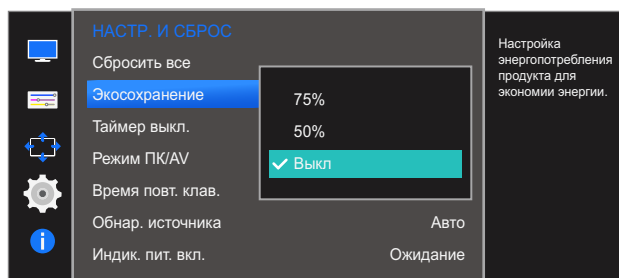 НАСТР. И СБРОС
Сбросить все
Экосохранение
Таймер выкл.
Режим ПК/AV
Время повт. клав.
Обнар. источника Авто
Индик. пит. вкл. Ожидание
75%
50%
Выкл
Настройка
энергопотребления
продукта для
экономии энергии.